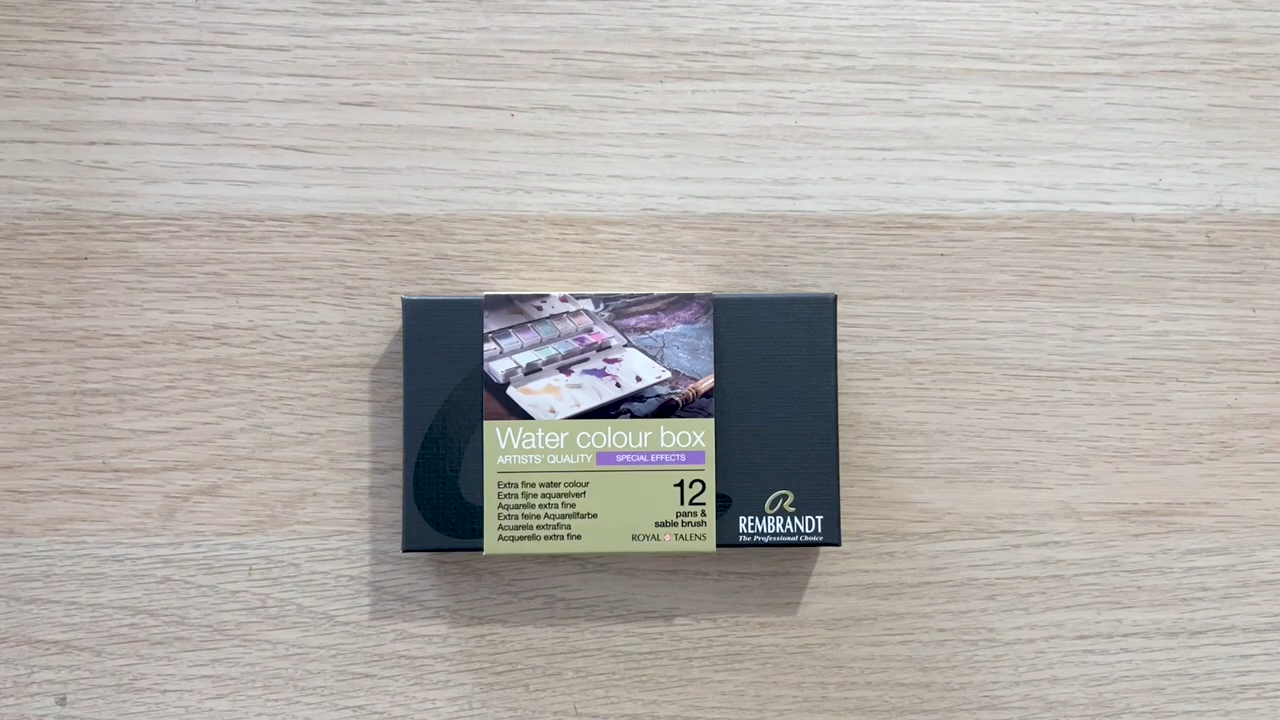 Water colour box
ARTISTS' QUALITY SPECIAL EFFECTS
Extra fine water colour
Extra fijne aquarelverf
Aquarelle extra fine
Extra feine Aquarellfarbe
Acuarela extrafina
Acquerello extra fine
12
pans &
sable brush
ROYAL TALENS
REMBRANDT
The Professional Choice